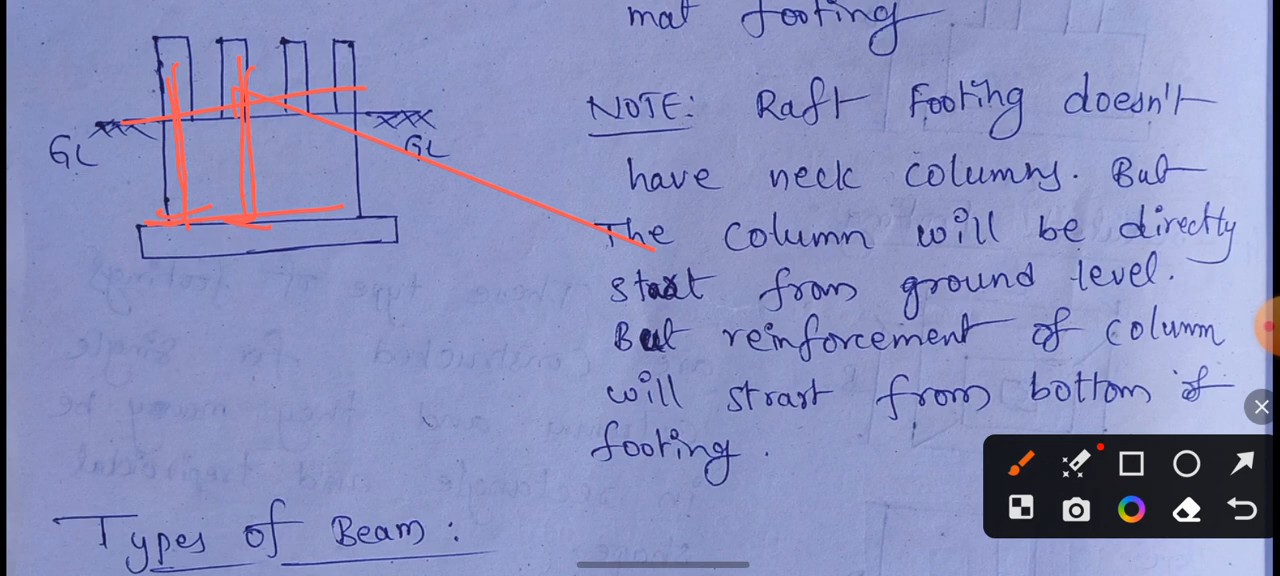 mat footing
NOTE: Raft Footing doesn't
have neck columns. But
The column will be directly
start from ground level.
But reinforcement of column
will strart from bottom of
footing.
GL
GL
Types of Beam: